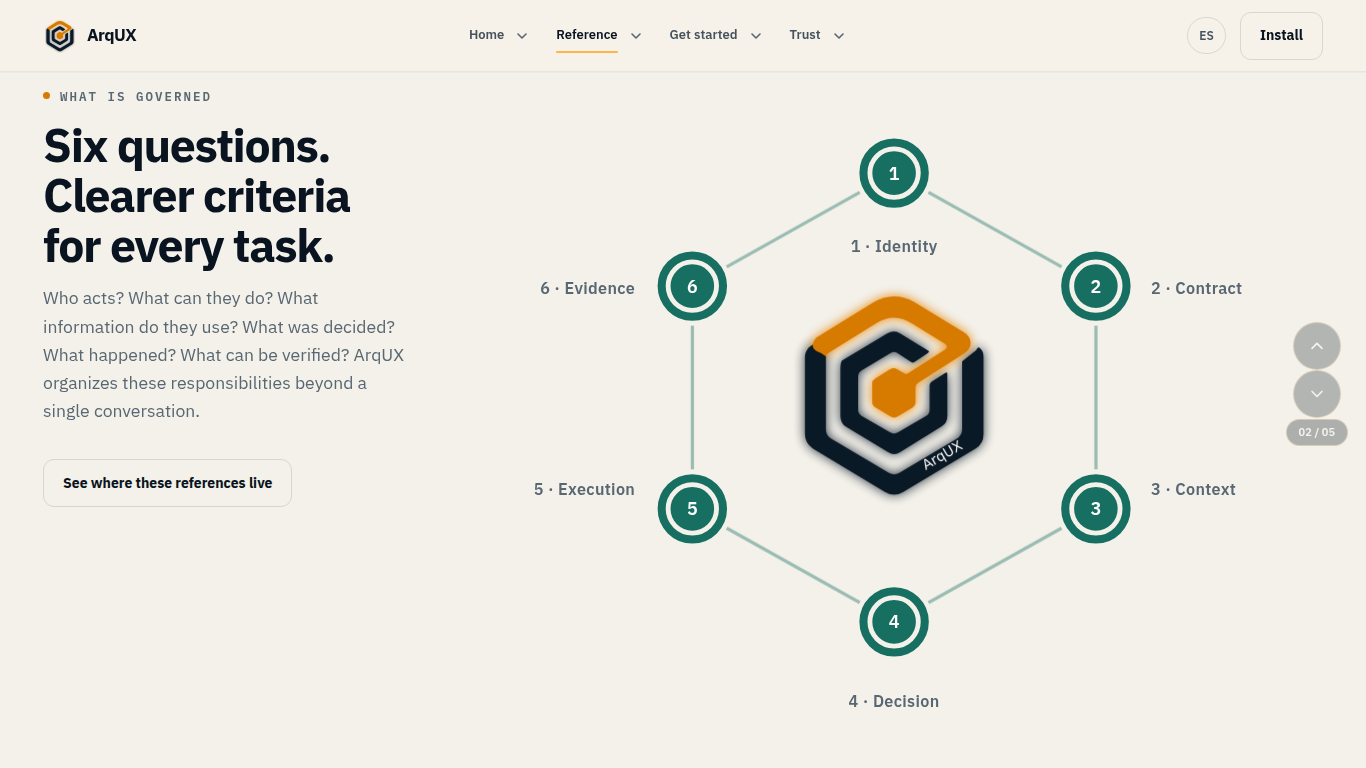 ArqUX
Home
Reference
Get started
Trust
ES
Install
WHAT IS GOVERNED
Six questions.
Clearer criteria
for every task.
Who acts? What can they do? What
information do they use? What was decided?
What happened? What can be verified? ArqUX
organizes these responsibilities beyond a
single conversation.
See where these references live
1
1 · Identity
6 · Evidence
6
2
2 · Contract
ArqUX
5 · Execution
5
3
3 · Context
4
4 · Decision
02 / 05